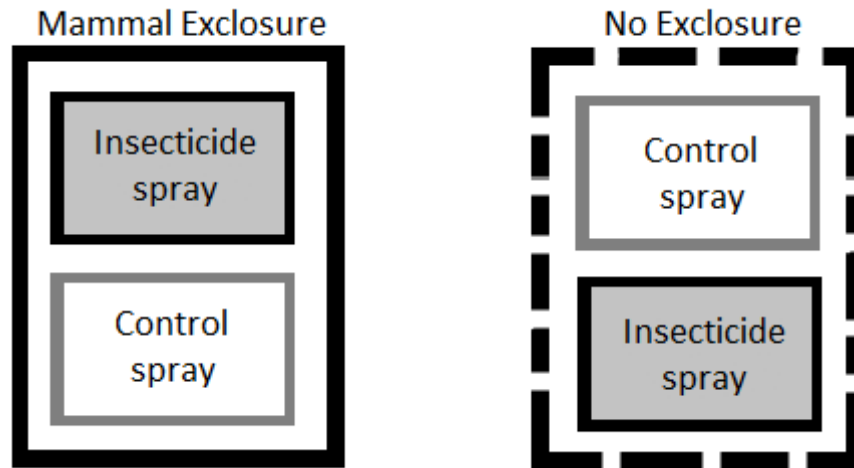 Mammal Exclosure
Insecticide
spray
Control
spray
No Exclosure
Control
spray
Insecticide
spray